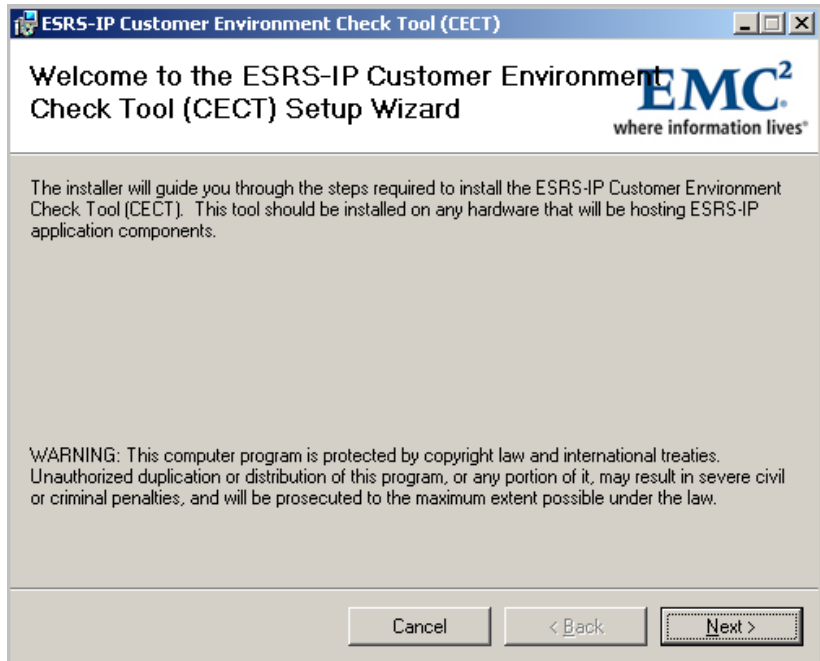 ESRS-IP Customer Environment Check Tool (CECT)
Welcome to the ESRS-IP Customer Environment
Check Tool (CECT) Setup Wizard
EMC²
where information lives®
The installer will guide you through the steps required to install the ESRS-IP Customer Environment
Check Tool (CECT). This tool should be installed on any hardware that will be hosting ESRS-IP
application components.
WARNING: This computer program is protected by copyright law and international treaties.
Unauthorized duplication or distribution of this program, or any portion of it, may result in severe civil
or criminal penalties, and will be prosecuted to the maximum extent possible under the law.
Cancel
< Back
Next >